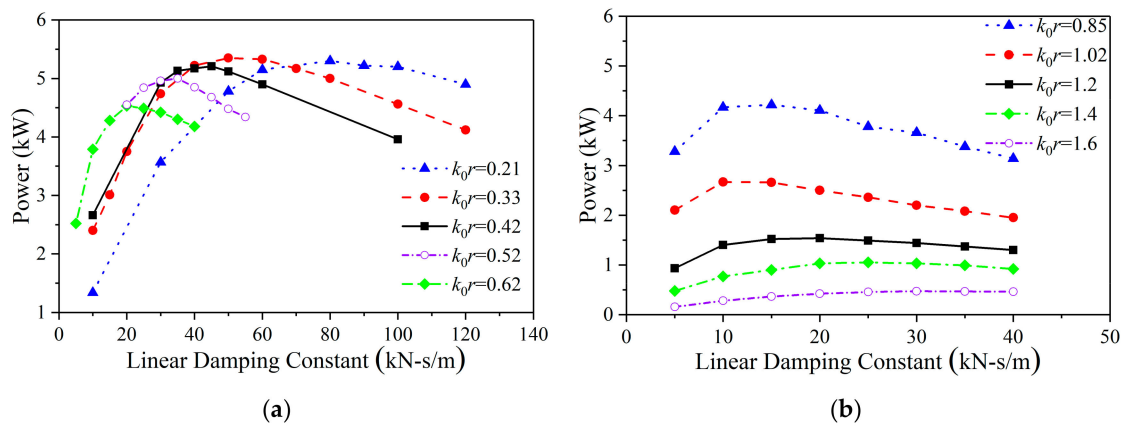 6
5
4
3
2
1
Power (kW)
k₀r=0.21
k₀r=0.33
k₀r=0.42
k₀r=0.52
k₀r=0.62
0 20 40 60 80 100 120 140
Linear Damping Constant (kN-s/m)
(a)
6
5
4
3
2
1
0
Power (kW)
k₀r=0.85
k₀r=1.02
k₀r=1.2
k₀r=1.4
k₀r=1.6
0 10 20 30 40 50
Linear Damping Constant (kN-s/m)
(b)